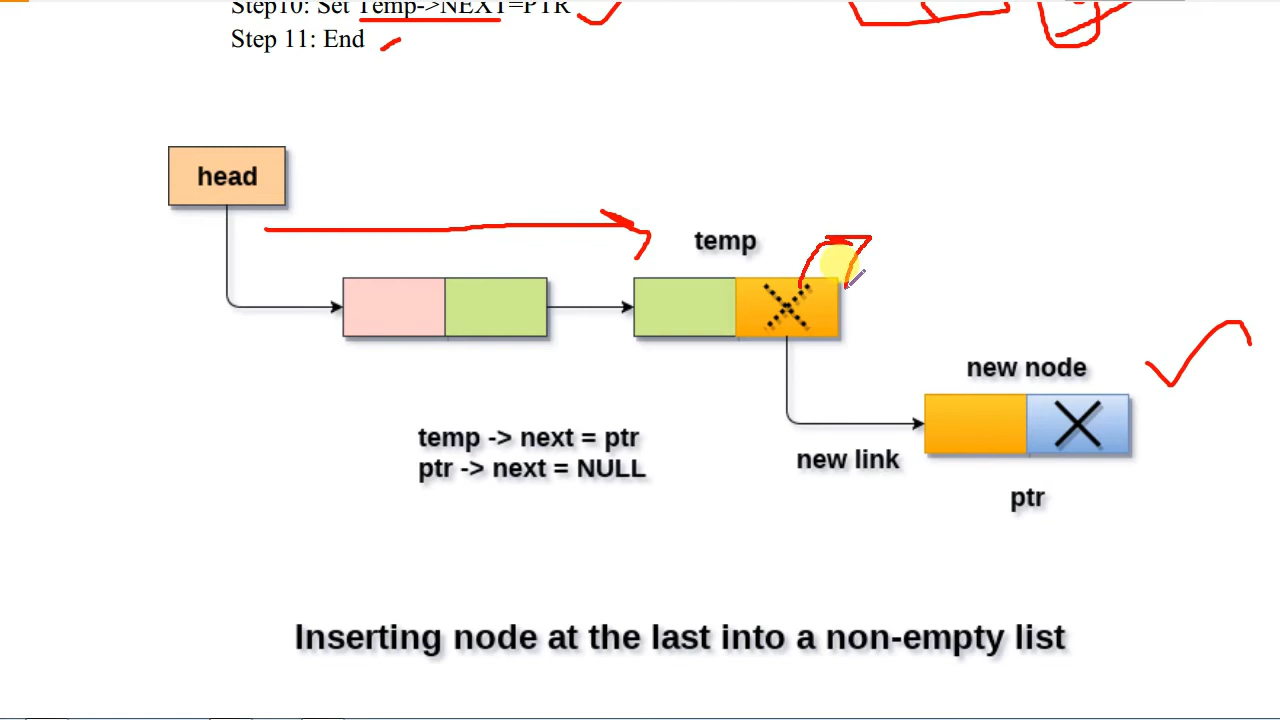 Step10: Set Temp->NEXT=PTR
Step 11: End
head
temp
new node
temp -> next = ptr
ptr -> next = NULL
new link
ptr
Inserting node at the last into a non-empty list